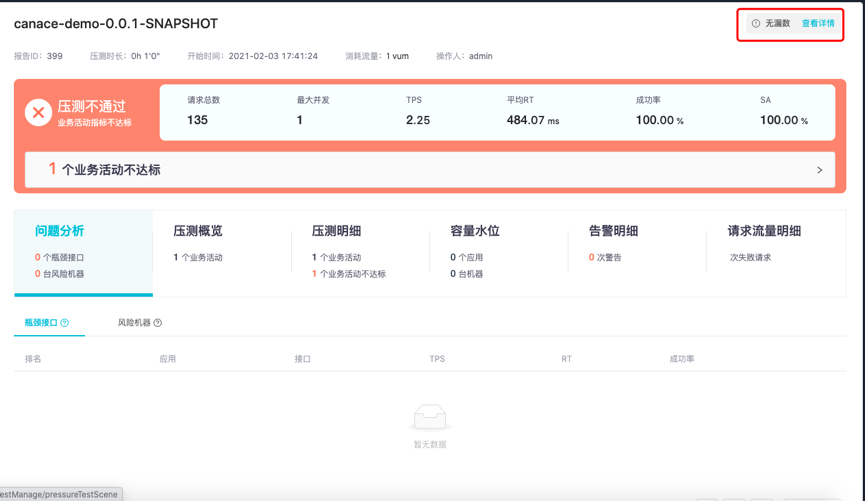 canace-demo-0.0.1-SNAPSHOT
无漏数 查看详情
报告ID: 399 压测时长: 0h 1'0" 开始时间: 2021-02-03 17:41:24 消耗流量: 1 vum 操作人: admin
压测不通过
业务活动指标不达标
请求总数 最大并发 TPS 平均RT 成功率 SA
135 1 2.25 484.07 ms 100.00 % 100.00 %
1 个业务活动不达标
问题分析 压测概览 压测明细 容量水位 告警明细 请求流量明细
0 个瓶颈接口 1 个业务活动 1 个业务活动 0 个应用 0 次警告 次失败请求
0 台风险机器 1 个业务活动不达标 0 台机器
瓶颈接口 风险机器
排名 应用 接口 TPS RT 成功率
暂无数据
estManage/pressureTestScene